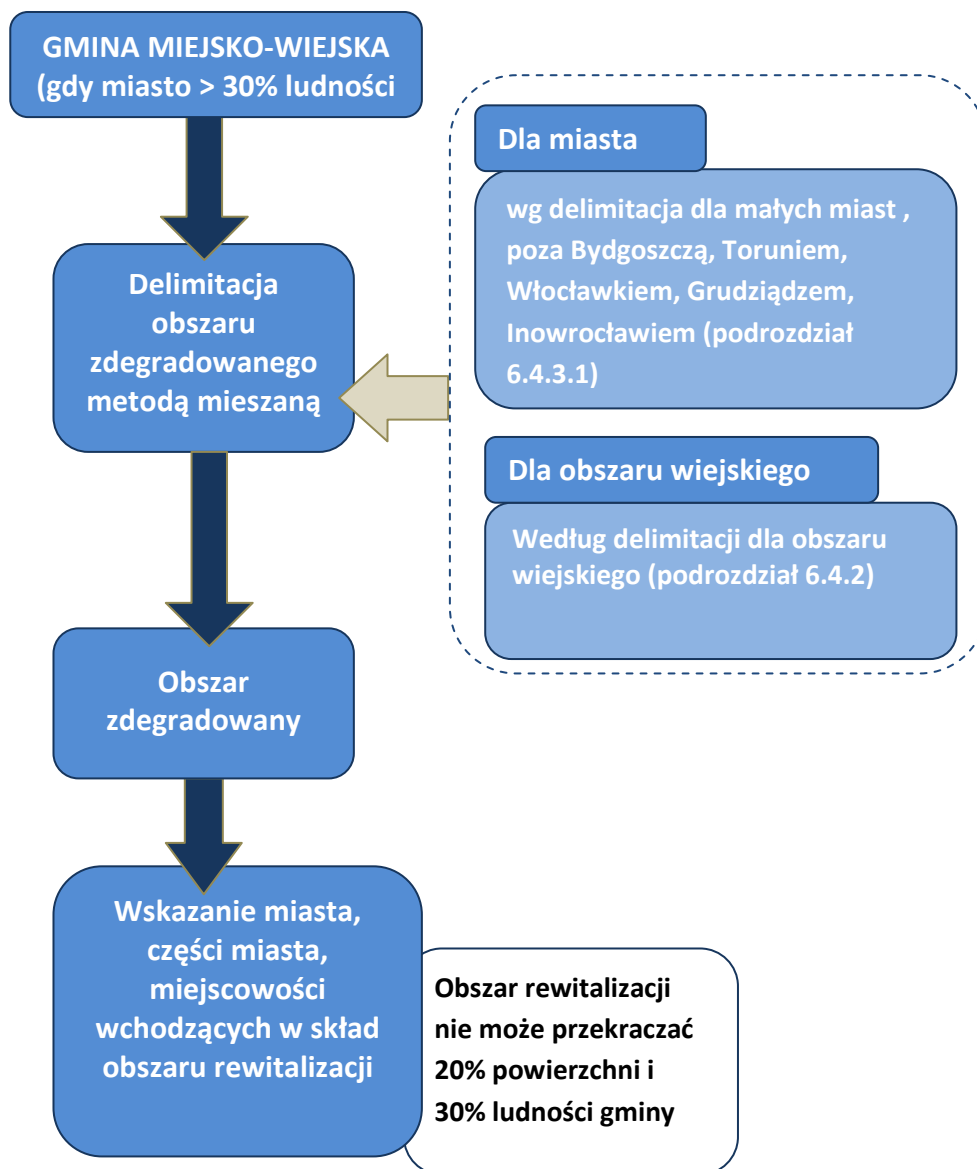 GMINA MIEJSKO-WIEJSKA
(gdy miasto > 30% ludności
Delimitacja
obszaru
zdegradowanego
metodą mieszaną
Dla miasta
wg delimitacja dla małych miast ,
poza Bydgoszczą, Toruniem,
Włocławkiem, Grudziądzem,
Inowrocławiem (podrozdział
6.4.3.1)
Dla obszaru wiejskiego
Według delimitacji dla obszaru
wiejskiego (podrozdział 6.4.2)
Obszar
zdegradowany
Wskazanie miasta,
części miasta,
miejscowości
wchodzących w skład
obszaru rewitalizacji
Obszar rewitalizacji
nie może przekraczać
20% powierzchni i
30% ludności gminy